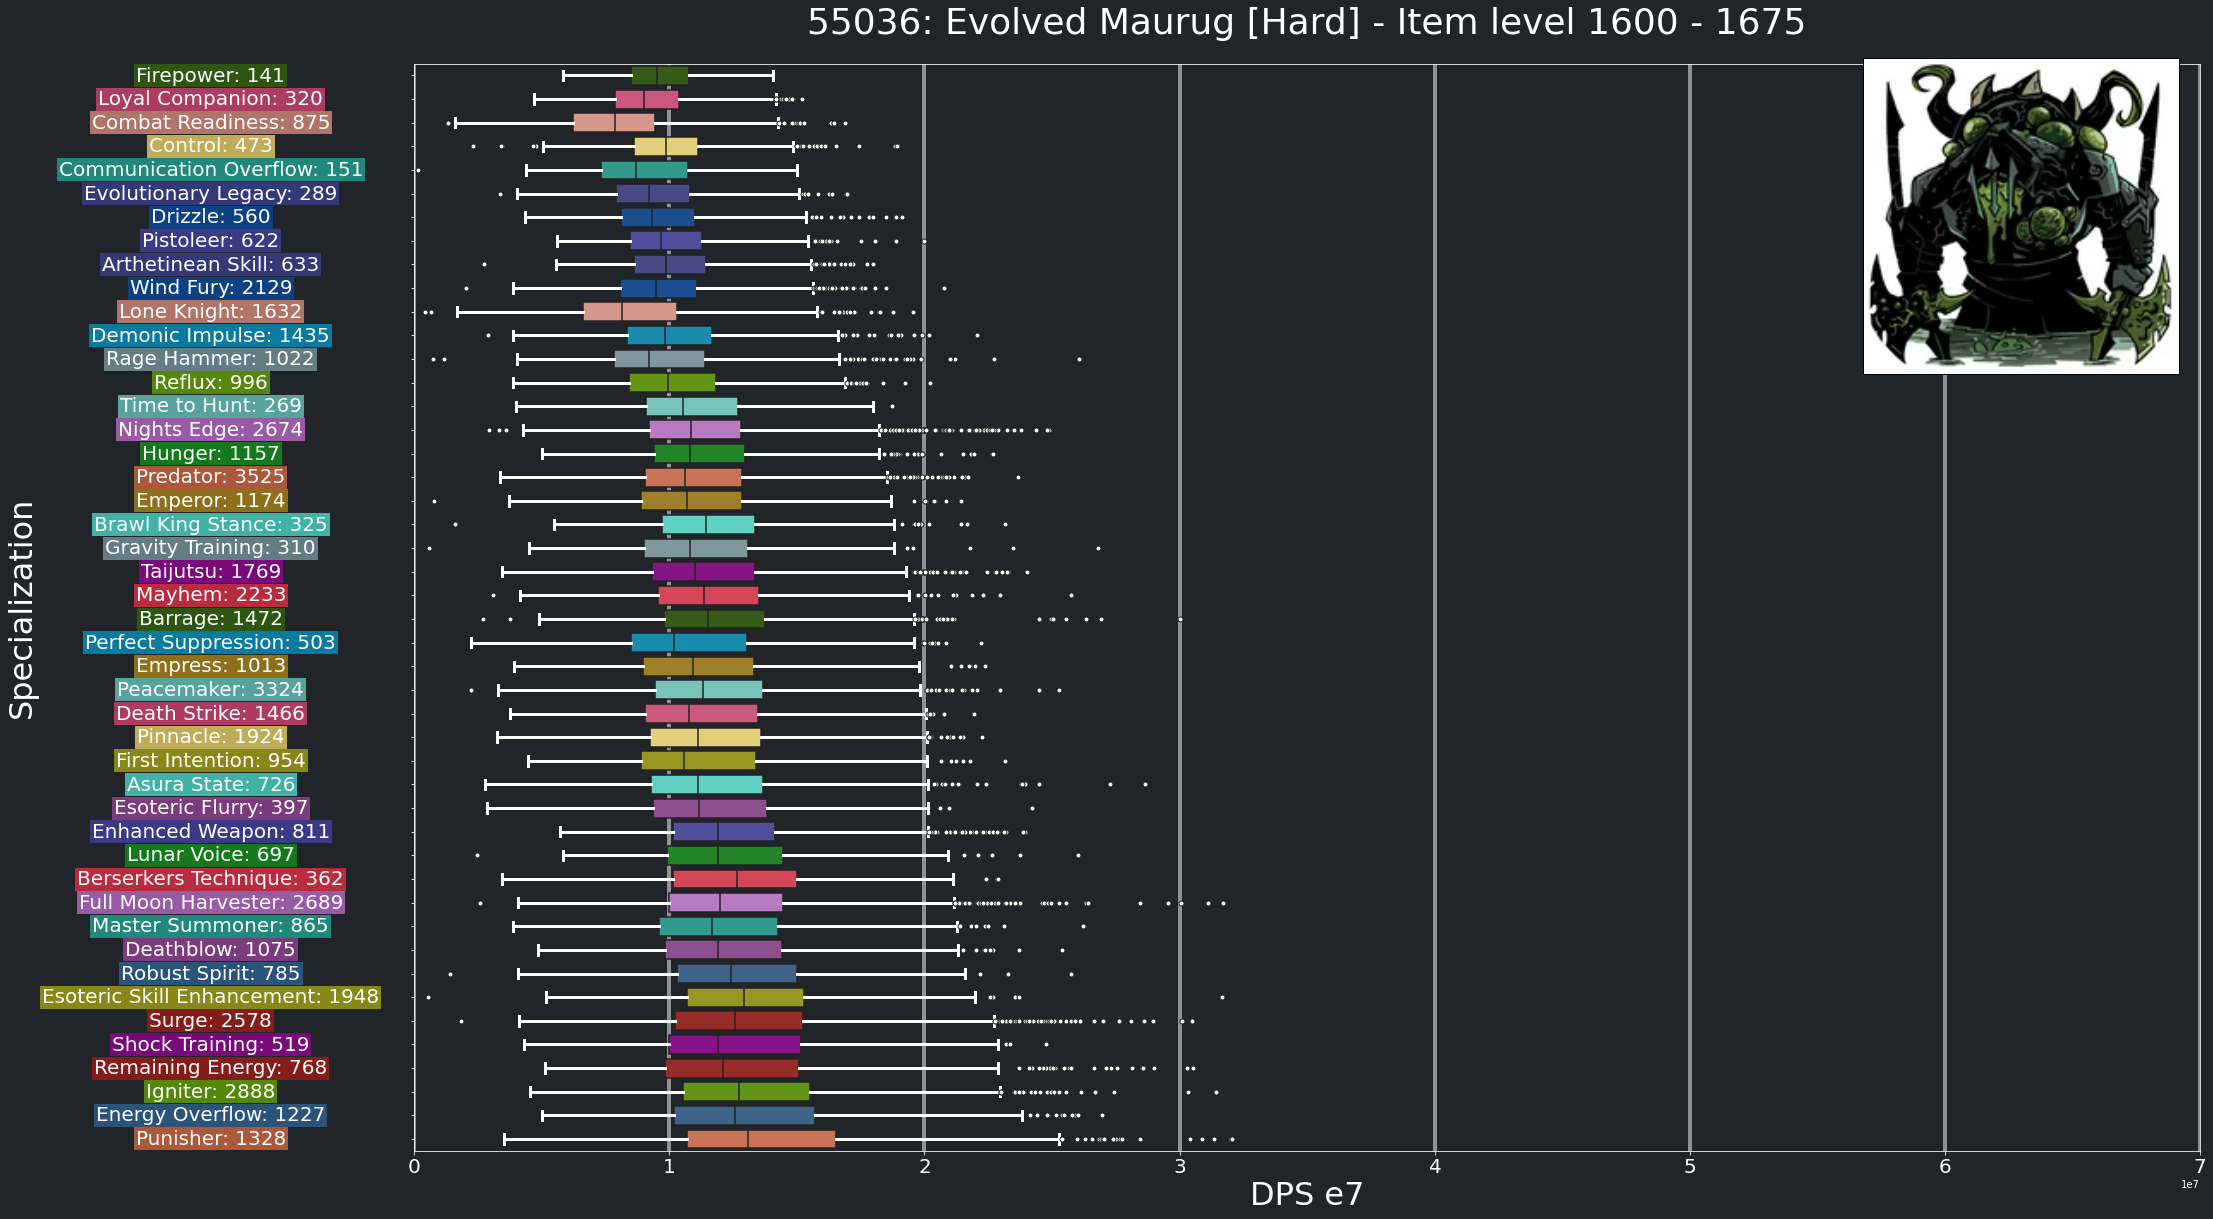 55036: Evolved Maurug [Hard] - Item level 1600 - 1675
Specialization
Firepower: 141
Loyal Companion: 320
Combat Readiness: 875
Control: 473
Communication Overflow: 151
Evolutionary Legacy: 289
Drizzle: 560
Pistoleer: 622
Arthetinean Skill: 633
Wind Fury: 2129
Lone Knight: 1632
Demonic Impulse: 1435
Rage Hammer: 1022
Reflux: 996
Time to Hunt: 269
Nights Edge: 2674
Hunger: 1157
Predator: 3525
Emperor: 1174
Brawl King Stance: 325
Gravity Training: 310
Taijutsu: 1769
Mayhem: 2233
Barrage: 1472
Perfect Suppression: 503
Empress: 1013
Peacemaker: 3324
Death Strike: 1466
Pinnacle: 1924
First Intention: 954
Asura State: 726
Esoteric Flurry: 397
Enhanced Weapon: 811
Lunar Voice: 697
Berserkers Technique: 362
Full Moon Harvester: 2689
Master Summoner: 865
Deathblow: 1075
Robust Spirit: 785
Esoteric Skill Enhancement: 1948
Surge: 2578
Shock Training: 519
Remaining Energy: 768
Igniter: 2888
Energy Overflow: 1227
Punisher: 1328
0 1 2 3 4 5 6 7
1e7
DPS e7